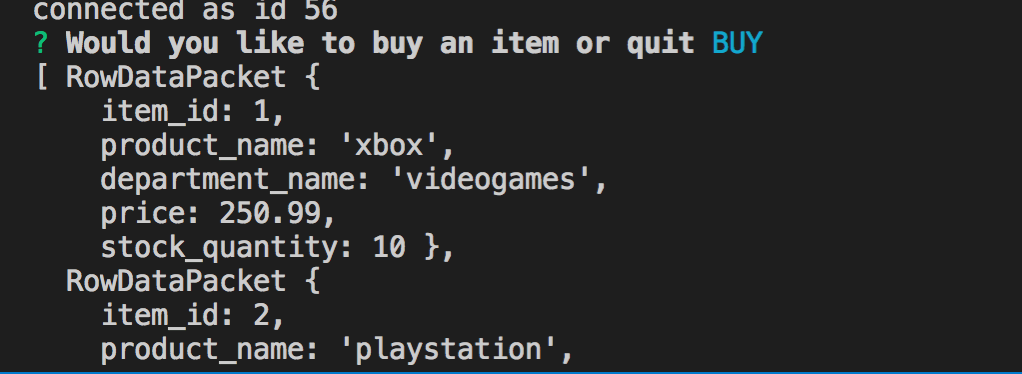 connected as id 56
? Would you like to buy an item or quit BUY
[ RowDataPacket {
    item_id: 1,
    product_name: 'xbox',
    department_name: 'videogames',
    price: 250.99,
    stock_quantity: 10 },
  RowDataPacket {
    item_id: 2,
    product_name: 'playstation',